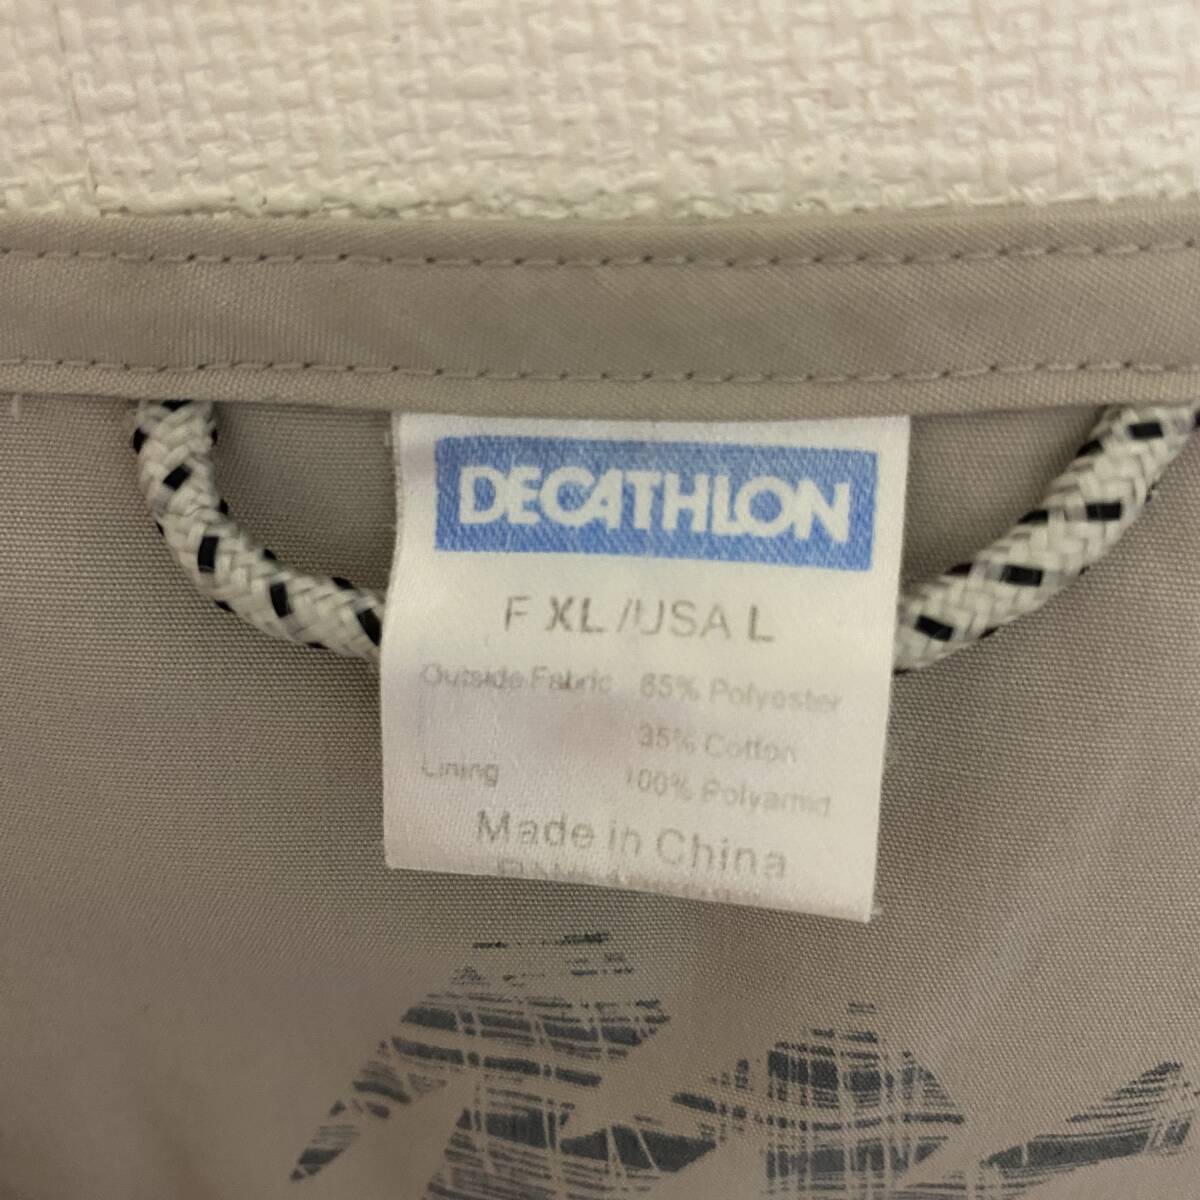 DECATHLON
F XL /USA L
Outside Fabric 65% Polyester
35% Cotton
Lining 100% Polyamid
Made in China